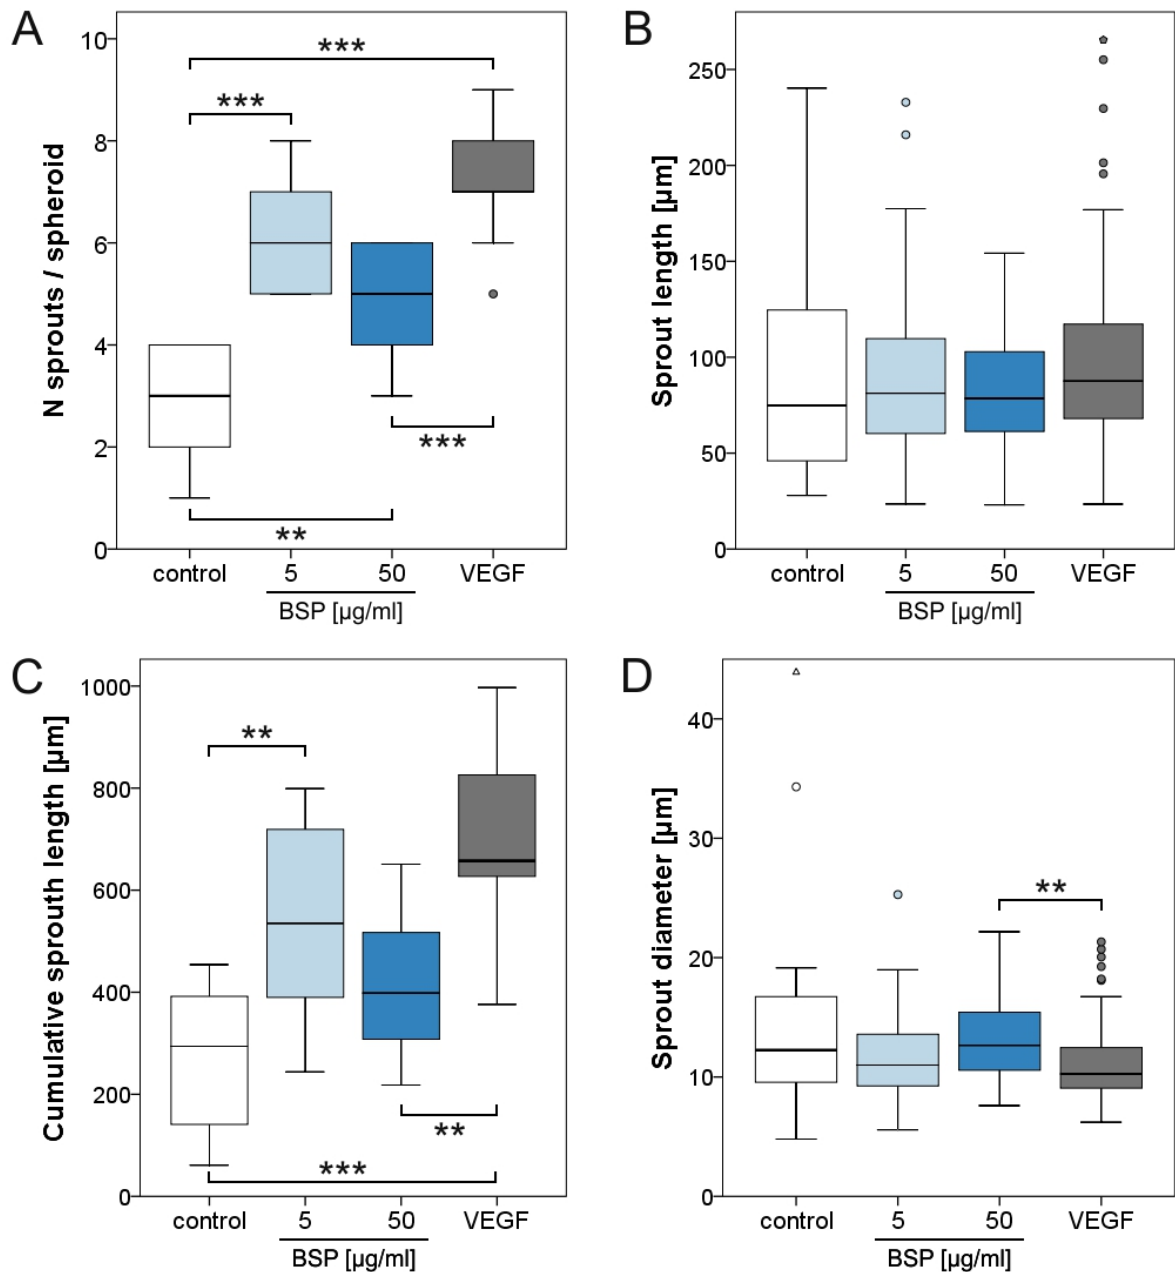 A
N sprouts / spheroid
10
8
6
4
2
0
***
***
***
**
control
5
50
VEGF
BSP [µg/ml]
B
Sprout length [µm]
250
200
150
100
50
0
control
5
50
VEGF
BSP [µg/ml]
C
Cumulative sprouth length [µm]
1000
800
600
400
200
0
**
**
***
control
5
50
VEGF
BSP [µg/ml]
D
Sprout diameter [µm]
40
30
20
10
0
**
control
5
50
VEGF
BSP [µg/ml]